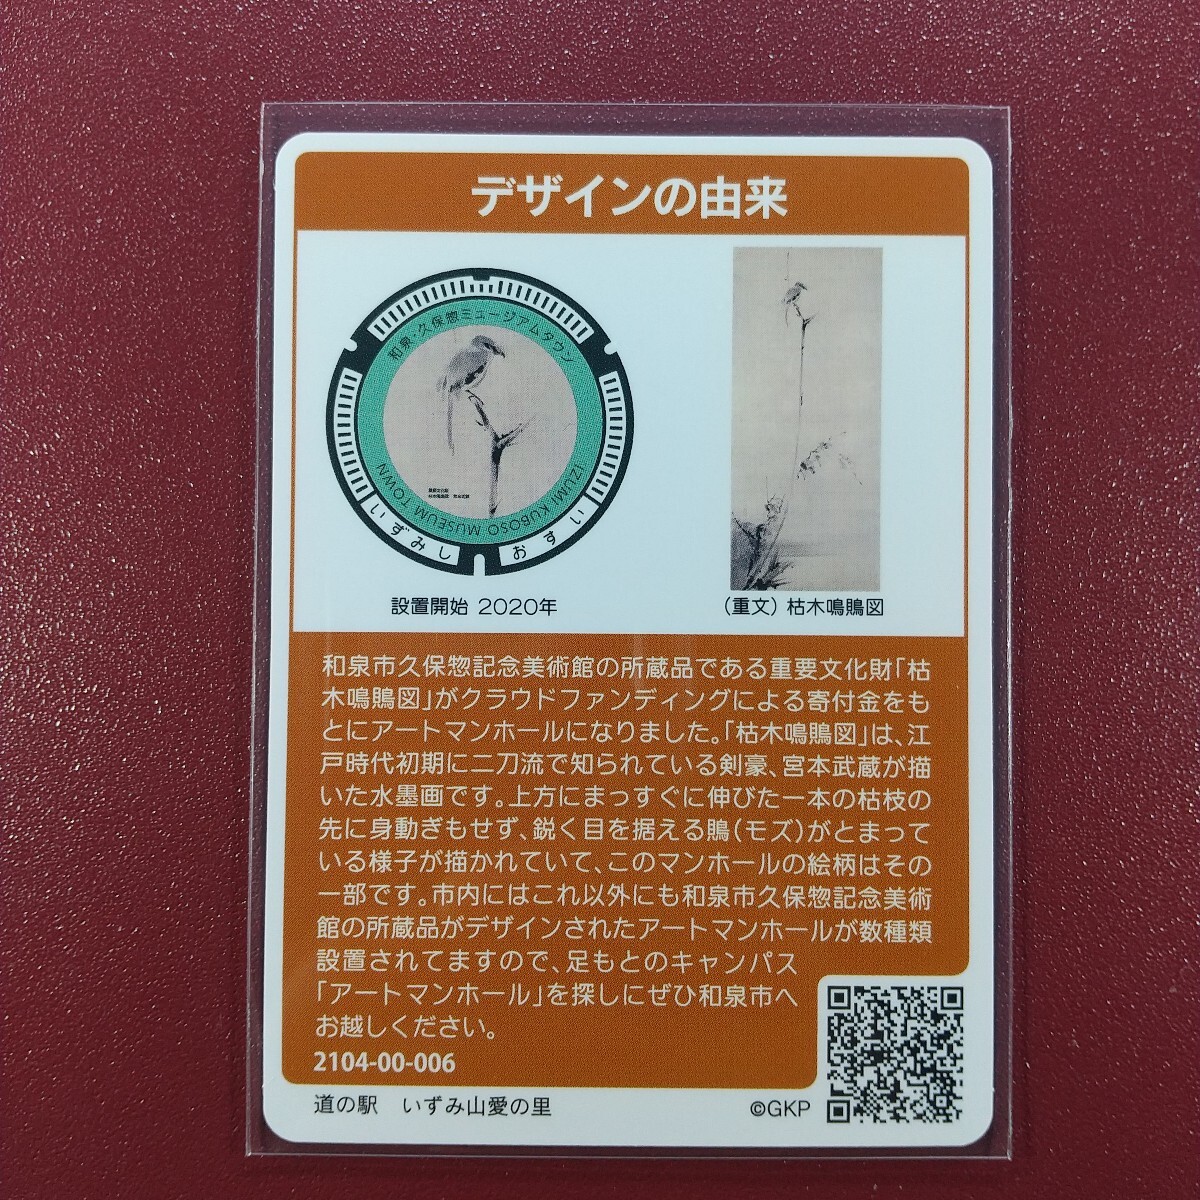 デザインの由来
和泉・久保惣ミュージアムタウン
IZUMI KUBOSO MUSEUM TOWN
いずみし
おすい
設置開始 2020年
（重文）枯木鳴鵙図
和泉市久保惣記念美術館の所蔵品である重要文化財「枯
木鳴鵙図」がクラウドファンディングによる寄付金をも
とにアートマンホールになりました。「枯木鳴鵙図」は、江
戸時代初期に二刀流で知られている剣豪、宮本武蔵が描
いた水墨画です。上方にまっすぐに伸びた一本の枯枝の
先に身動ぎもせず、鋭く目を据える鵙（モズ）がとまって
いる様子が描かれていて、このマンホールの絵柄はその
一部です。市内にはこれ以外にも和泉市久保惣記念美術
館の所蔵品がデザインされたアートマンホールが数種類
設置されてますので、足もとのキャンパス
「アートマンホール」を探しにぜひ和泉市へ
お越しください。
2104-00-006
道の駅　いずみ山愛の里
©GKP